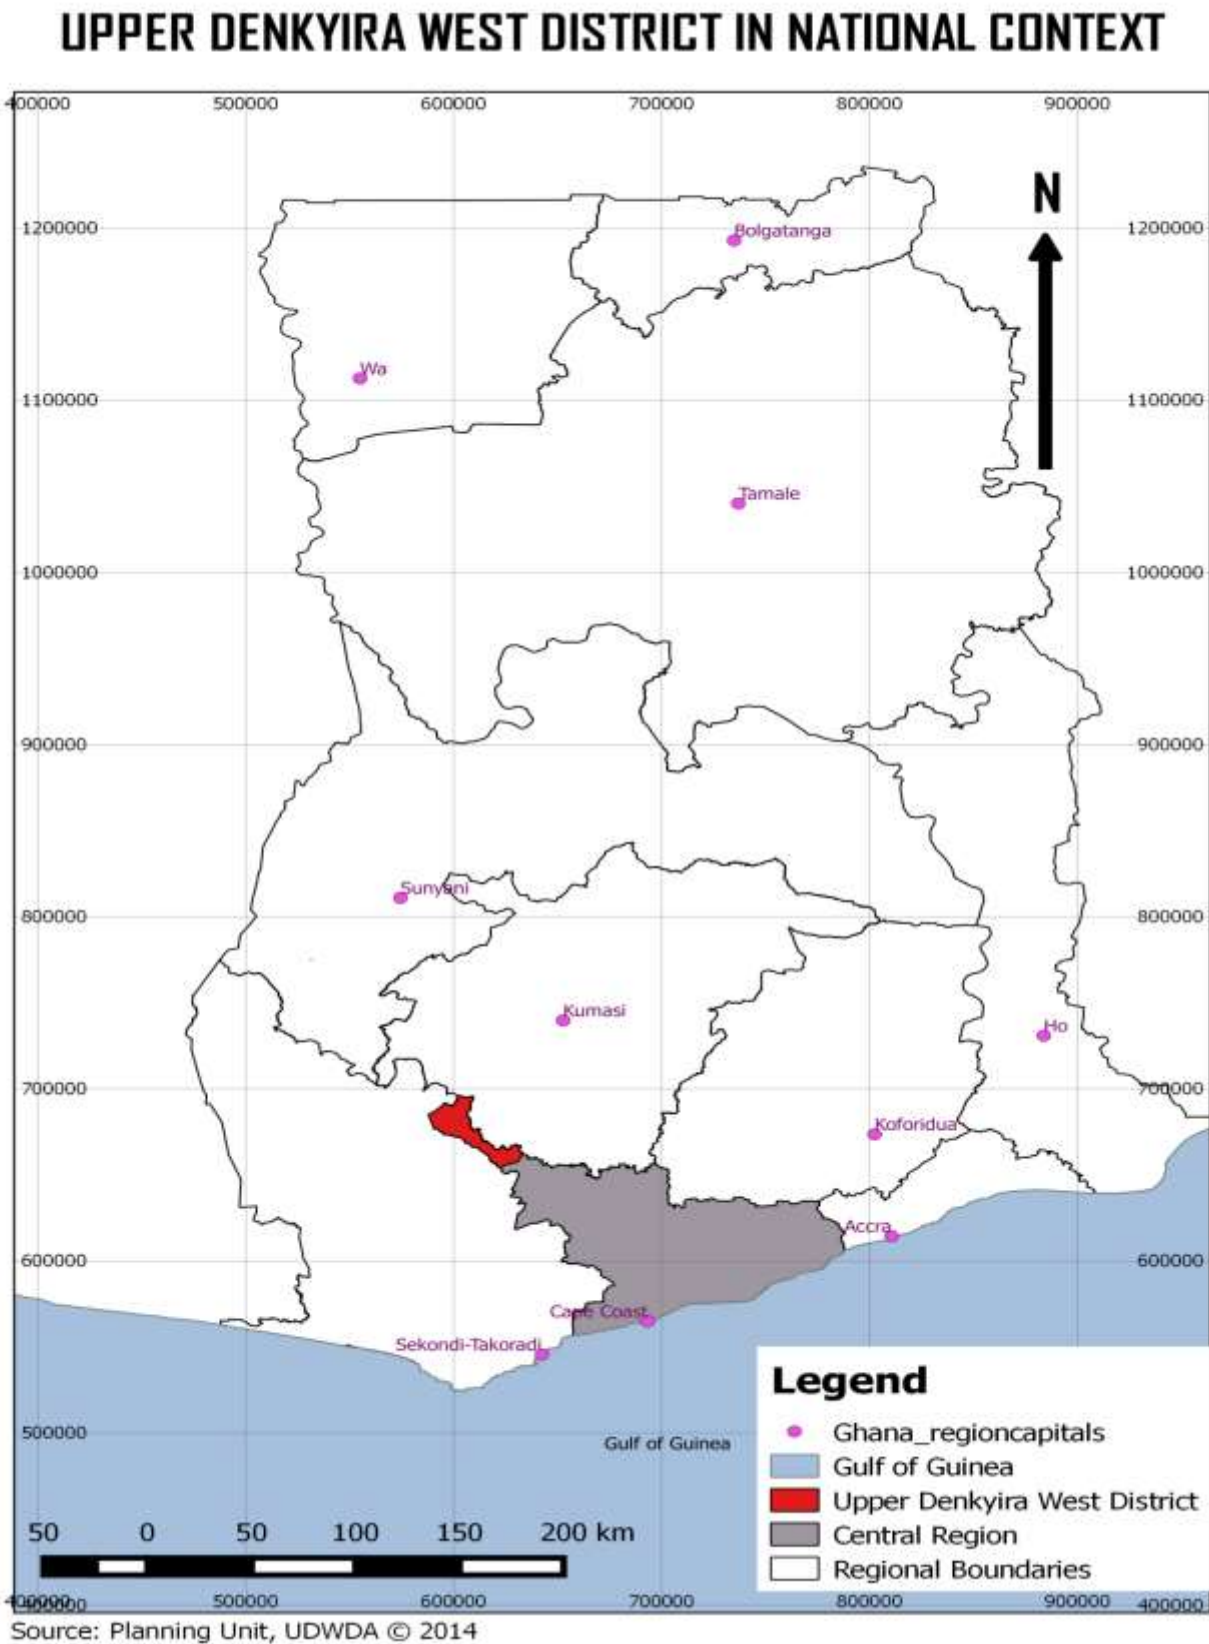 UPPER DENKYIRA WEST DISTRICT IN NATIONAL CONTEXT
400000 500000 600000 700000 800000 900000
N
1200000 Bolgatanga 1200000
Wa
1100000 1100000
Tamale
1000000 1000000
900000 900000
Sunyani
800000 800000
Kumasi
Ho
700000 700000
Koforidua
Accra
600000 600000
Cape Coast
Sekondi-Takoradi
Legend
500000
Gulf of Guinea
Ghana_regioncapitals
Gulf of Guinea
Upper Denkyira West District
Central Region
Regional Boundaries
50 0 50 100 150 200 km
400000 500000 600000 700000 800000 900000 400000
400000
Source: Planning Unit, UDWDA © 2014